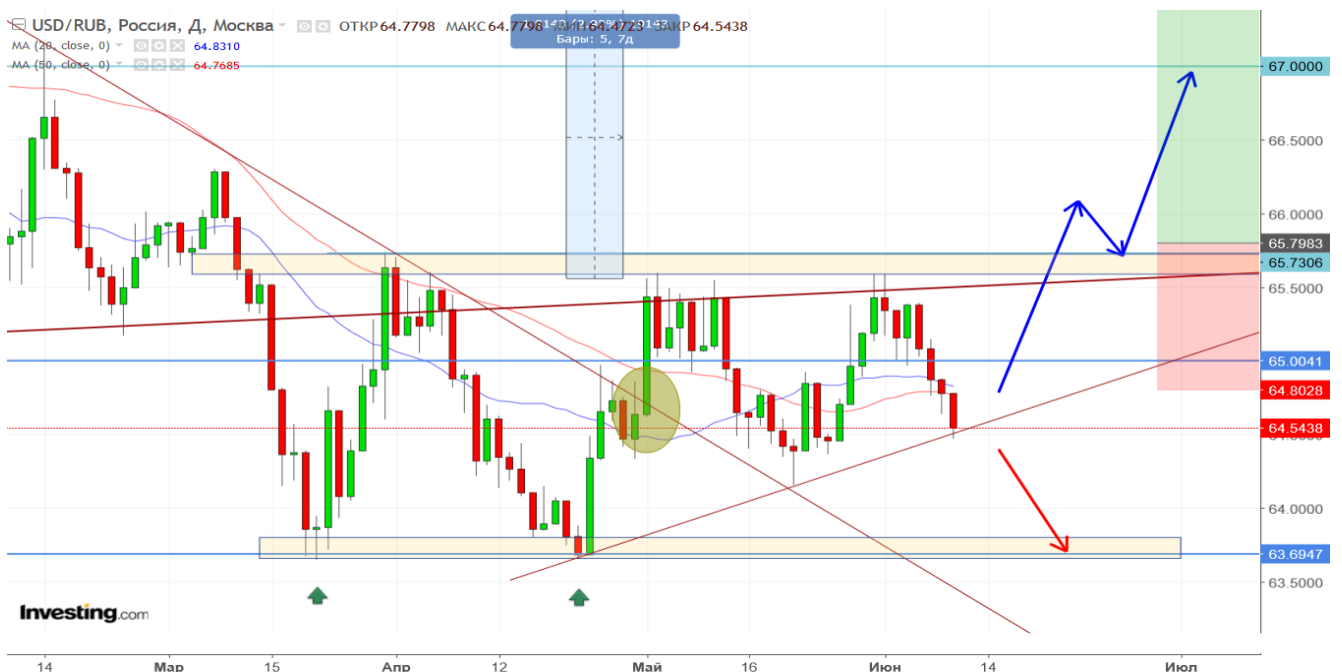 USD/RUB, Россия, Д, Москва ОТКР 64.7798 МАКС 64.7798 64.4723 ЗАКР 64.5438
Бары: 5, 7д
MA (20, close, 0) 64.8310
MA (50, close, 0) 64.7685
67.0000
66.5000
66.0000
65.7983
65.7306
65.5000
65.0041
64.8028
64.5438
64.0000
63.6947
63.5000
Investing.com
14 Мар 15 Апр 12 Май 16 Июн 14 Июл